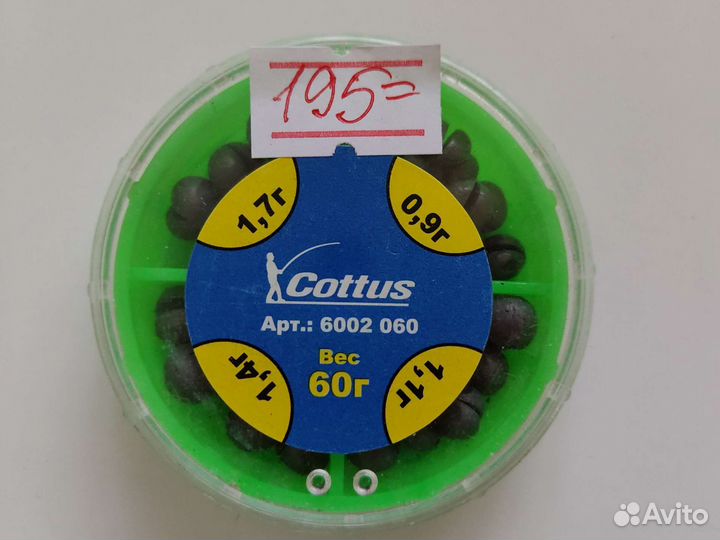 195=
1,7г
0,9г
Cottus
Арт.: 6002 060
Вес
60г
1,4г
1,1г
Avito